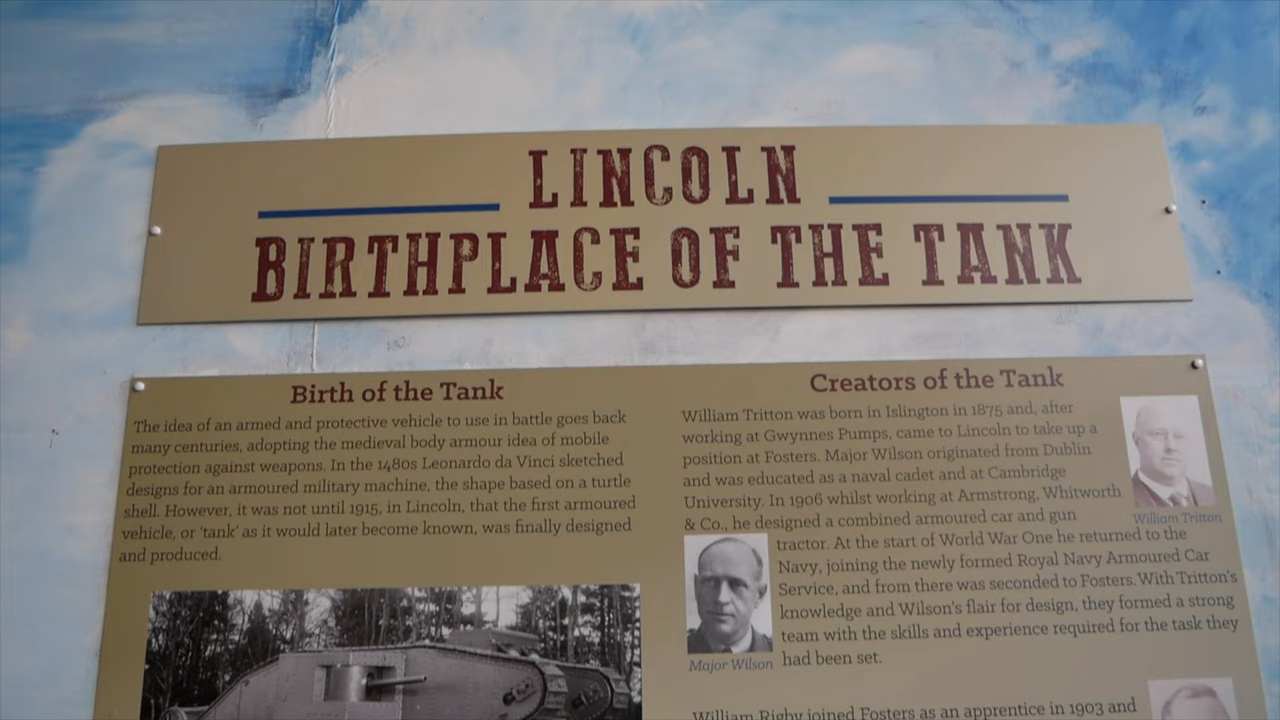 LINCOLN
BIRTHPLACE OF THE TANK
Birth of the Tank
The idea of an armed and protective vehicle to use in battle goes back
many centuries, adopting the medieval body armour idea of mobile
protection against weapons. In the 1480s Leonardo da Vinci sketched
designs for an armoured military machine, the shape based on a turtle
shell. However, it was not until 1915, in Lincoln, that the first armoured
vehicle, or 'tank' as it would later become known, was finally designed
and produced.
Creators of the Tank
William Tritton was born in Islington in 1875 and, after
working at Gwynnes Pumps, came to Lincoln to take up a
position at Fosters. Major Wilson originated from Dublin
and was educated as a naval cadet and at Cambridge
University. In 1906 whilst working at Armstrong, Whitworth
& Co., he designed a combined armoured car and gun
tractor. At the start of World War One he returned to the
Navy, joining the newly formed Royal Navy Armoured Car
Service, and from there was seconded to Fosters. With Tritton's
knowledge and Wilson's flair for design, they formed a strong
team with the skills and experience required for the task they
had been set.
William Tritton
Major Wilson
William Rigby joined Fosters as an apprentice in 1903 and